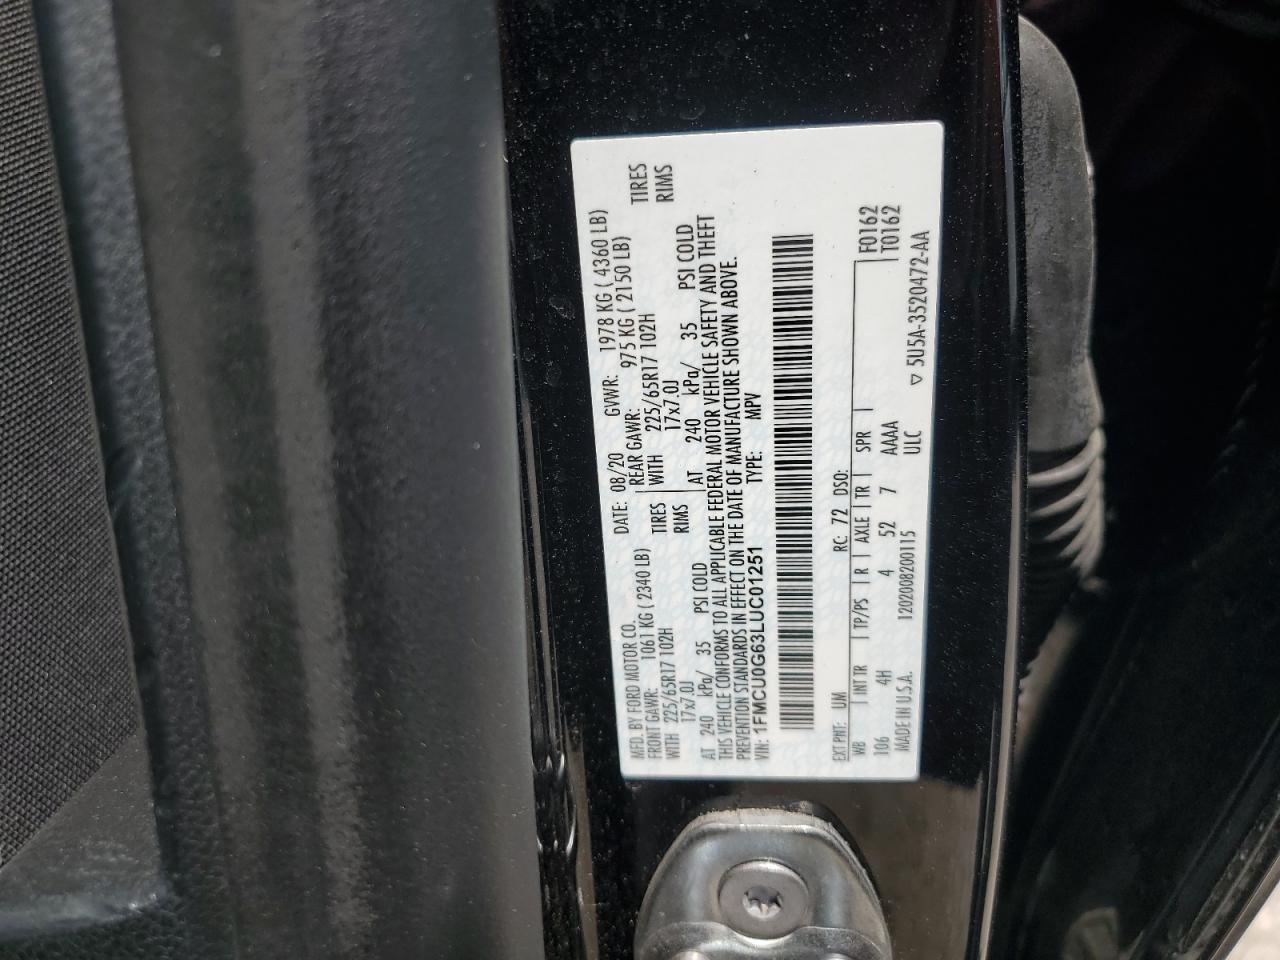 MFD. BY FORD MOTOR CO.
DATE: 08/20 GVWR: 1978 KG ( 4360 LB)
FRONT GAWR: 1061 KG ( 2340 LB) REAR GAWR: 975 KG ( 2150 LB)
WITH 225/65R17 102H TIRES WITH 225/65R17 102H TIRES
17x7.0J RIMS 17x7.0J RIMS
AT 240 kPa/ 35 PSI COLD AT 240 kPa/ 35 PSI COLD
THIS VEHICLE CONFORMS TO ALL APPLICABLE FEDERAL MOTOR VEHICLE SAFETY AND THEFT
PREVENTION STANDARDS IN EFFECT ON THE DATE OF MANUFACTURE SHOWN ABOVE.
VIN: 1FMCU0G63LUC01251 TYPE: MPV
EXT PNT: UM RC: 72 DSO: F0162
WB INT TR TP/PS R AXLE TR SPR T0162
106 4H 4 52 7 AAAA
MADE IN U.S.A. 1202008200115 ULC ▽ 5U5A-3520472-AA